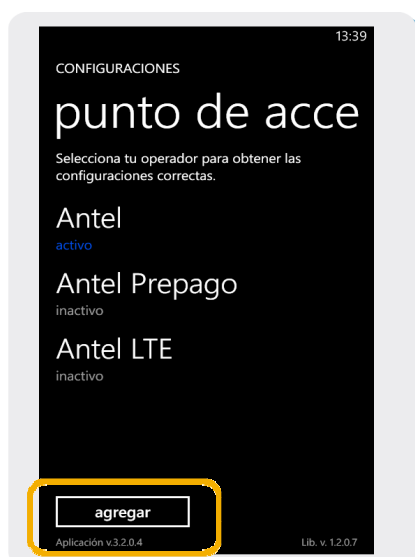 13:39
CONFIGURACIONES
punto de acce
Selecciona tu operador para obtener las
configuraciones correctas.
Antel
activo
Antel Prepago
inactivo
Antel LTE
inactivo
agregar
Aplicación v.3.2.0.4 Lib. v. 1.2.0.7